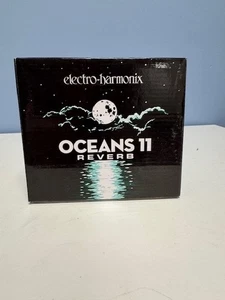 electro-harmonix
OCEANS 11
REVERB